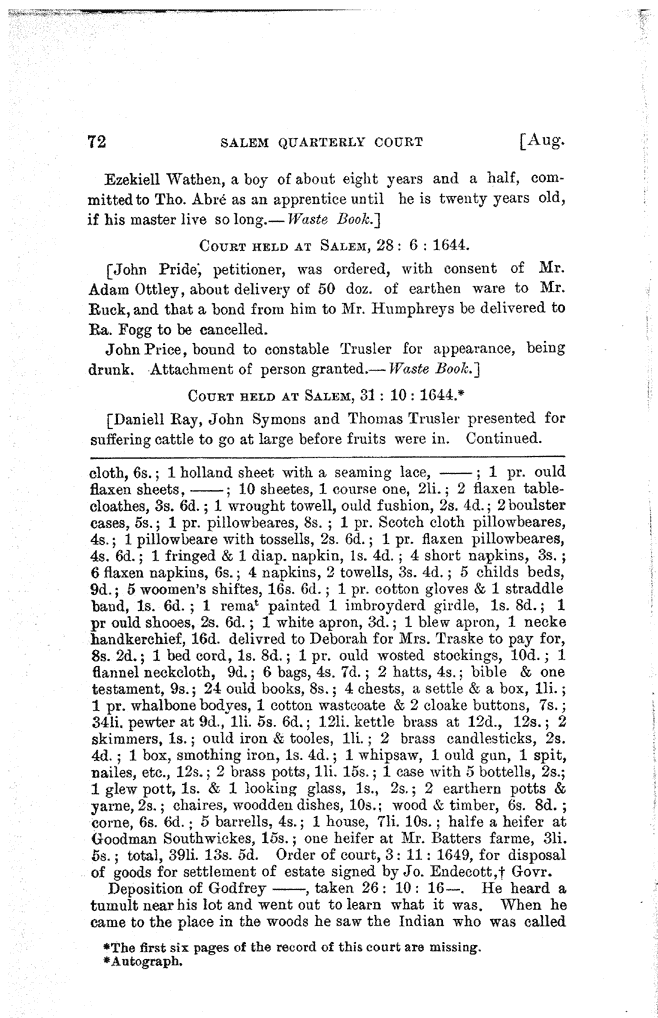 72 SALEM QUARTERLY COURT [Aug.
Ezekiell Wathen, a boy of about eight years and a half, com-
mitted to Tho. Abré as an apprentice until he is twenty years old,
if his master live so long.—Waste Book.]
COURT HELD AT SALEM, 28: 6 : 1644.
[John Pride, petitioner, was ordered, with consent of Mr.
Adam Ottley, about delivery of 50 doz. of earthen ware to Mr.
Ruck, and that a bond from him to Mr. Humphreys be delivered to
Ra. Fogg to be cancelled.
John Price, bound to constable Trusler for appearance, being
drunk. Attachment of person granted.—Waste Book.]
COURT HELD AT SALEM, 31 : 10 : 1644.*
[Daniell Ray, John Symons and Thomas Trusler presented for
suffering cattle to go at large before fruits were in. Continued.
cloth, 6s.; 1 holland sheet with a seaming lace, ——; 1 pr. ould
flaxen sheets, ——; 10 sheetes, 1 course one, 2li.; 2 flaxen table-
cloathes, 3s. 6d.; 1 wrought towell, ould fushion, 2s. 4d.; 2 boulster
cases, 5s.; 1 pr. pillowbeares, 8s.; 1 pr. Scotch cloth pillowbeares,
4s.; 1 pillowbeare with tossells, 2s. 6d.; 1 pr. flaxen pillowbeares,
4s. 6d.; 1 fringed & 1 diap. napkin, 1s. 4d.; 4 short napkins, 3s.;
6 flaxen napkins, 6s.; 4 napkins, 2 towells, 3s. 4d.; 5 childs beds,
9d.; 5 woomen's shiftes, 16s. 6d.; 1 pr. cotton gloves & 1 straddle
band, 1s. 6d.; 1 remaᵗ painted 1 imbroyderd girdle, 1s. 8d.; 1
pr ould shooes, 2s. 6d.; 1 white apron, 3d.; 1 blew apron, 1 necke
handkerchief, 16d. delivred to Deborah for Mrs. Traske to pay for,
8s. 2d.; 1 bed cord, 1s. 8d.; 1 pr. ould wosted stockings, 10d.; 1
flannel neckcloth, 9d.; 6 bags, 4s. 7d.; 2 hatts, 4s.; bible & one
testament, 9s.; 24 ould books, 8s.; 4 chests, a settle & a box, 1li.;
1 pr. whalbone bodyes, 1 cotton wastcoate & 2 cloake buttons, 7s.;
34li. pewter at 9d., 1li. 5s. 6d.; 12li. kettle brass at 12d., 12s.; 2
skimmers, 1s.; ould iron & tooles, 1li.; 2 brass candlesticks, 2s.
4d.; 1 box, smothing iron, 1s. 4d.; 1 whipsaw, 1 ould gun, 1 spit,
nailes, etc., 12s.; 2 brass potts, 1li. 15s.; 1 case with 5 bottells, 2s.;
1 glew pott, 1s. & 1 looking glass, 1s., 2s.; 2 earthern potts &
yarne, 2s.; chaires, woodden dishes, 10s.; wood & timber, 6s. 8d.;
corne, 6s. 6d.; 5 barrells, 4s.; 1 house, 7li. 10s.; halfe a heifer at
Goodman Southwickes, 15s.; one heifer at Mr. Batters farme, 3li.
5s.; total, 39li. 13s. 5d. Order of court, 3 : 11 : 1649, for disposal
of goods for settlement of estate signed by Jo. Endecott,† Govr.
Deposition of Godfrey ——, taken 26 : 10 : 16—. He heard a
tumult near his lot and went out to learn what it was. When he
came to the place in the woods he saw the Indian who was called
*The first six pages of the record of this court are missing.
*Autograph.